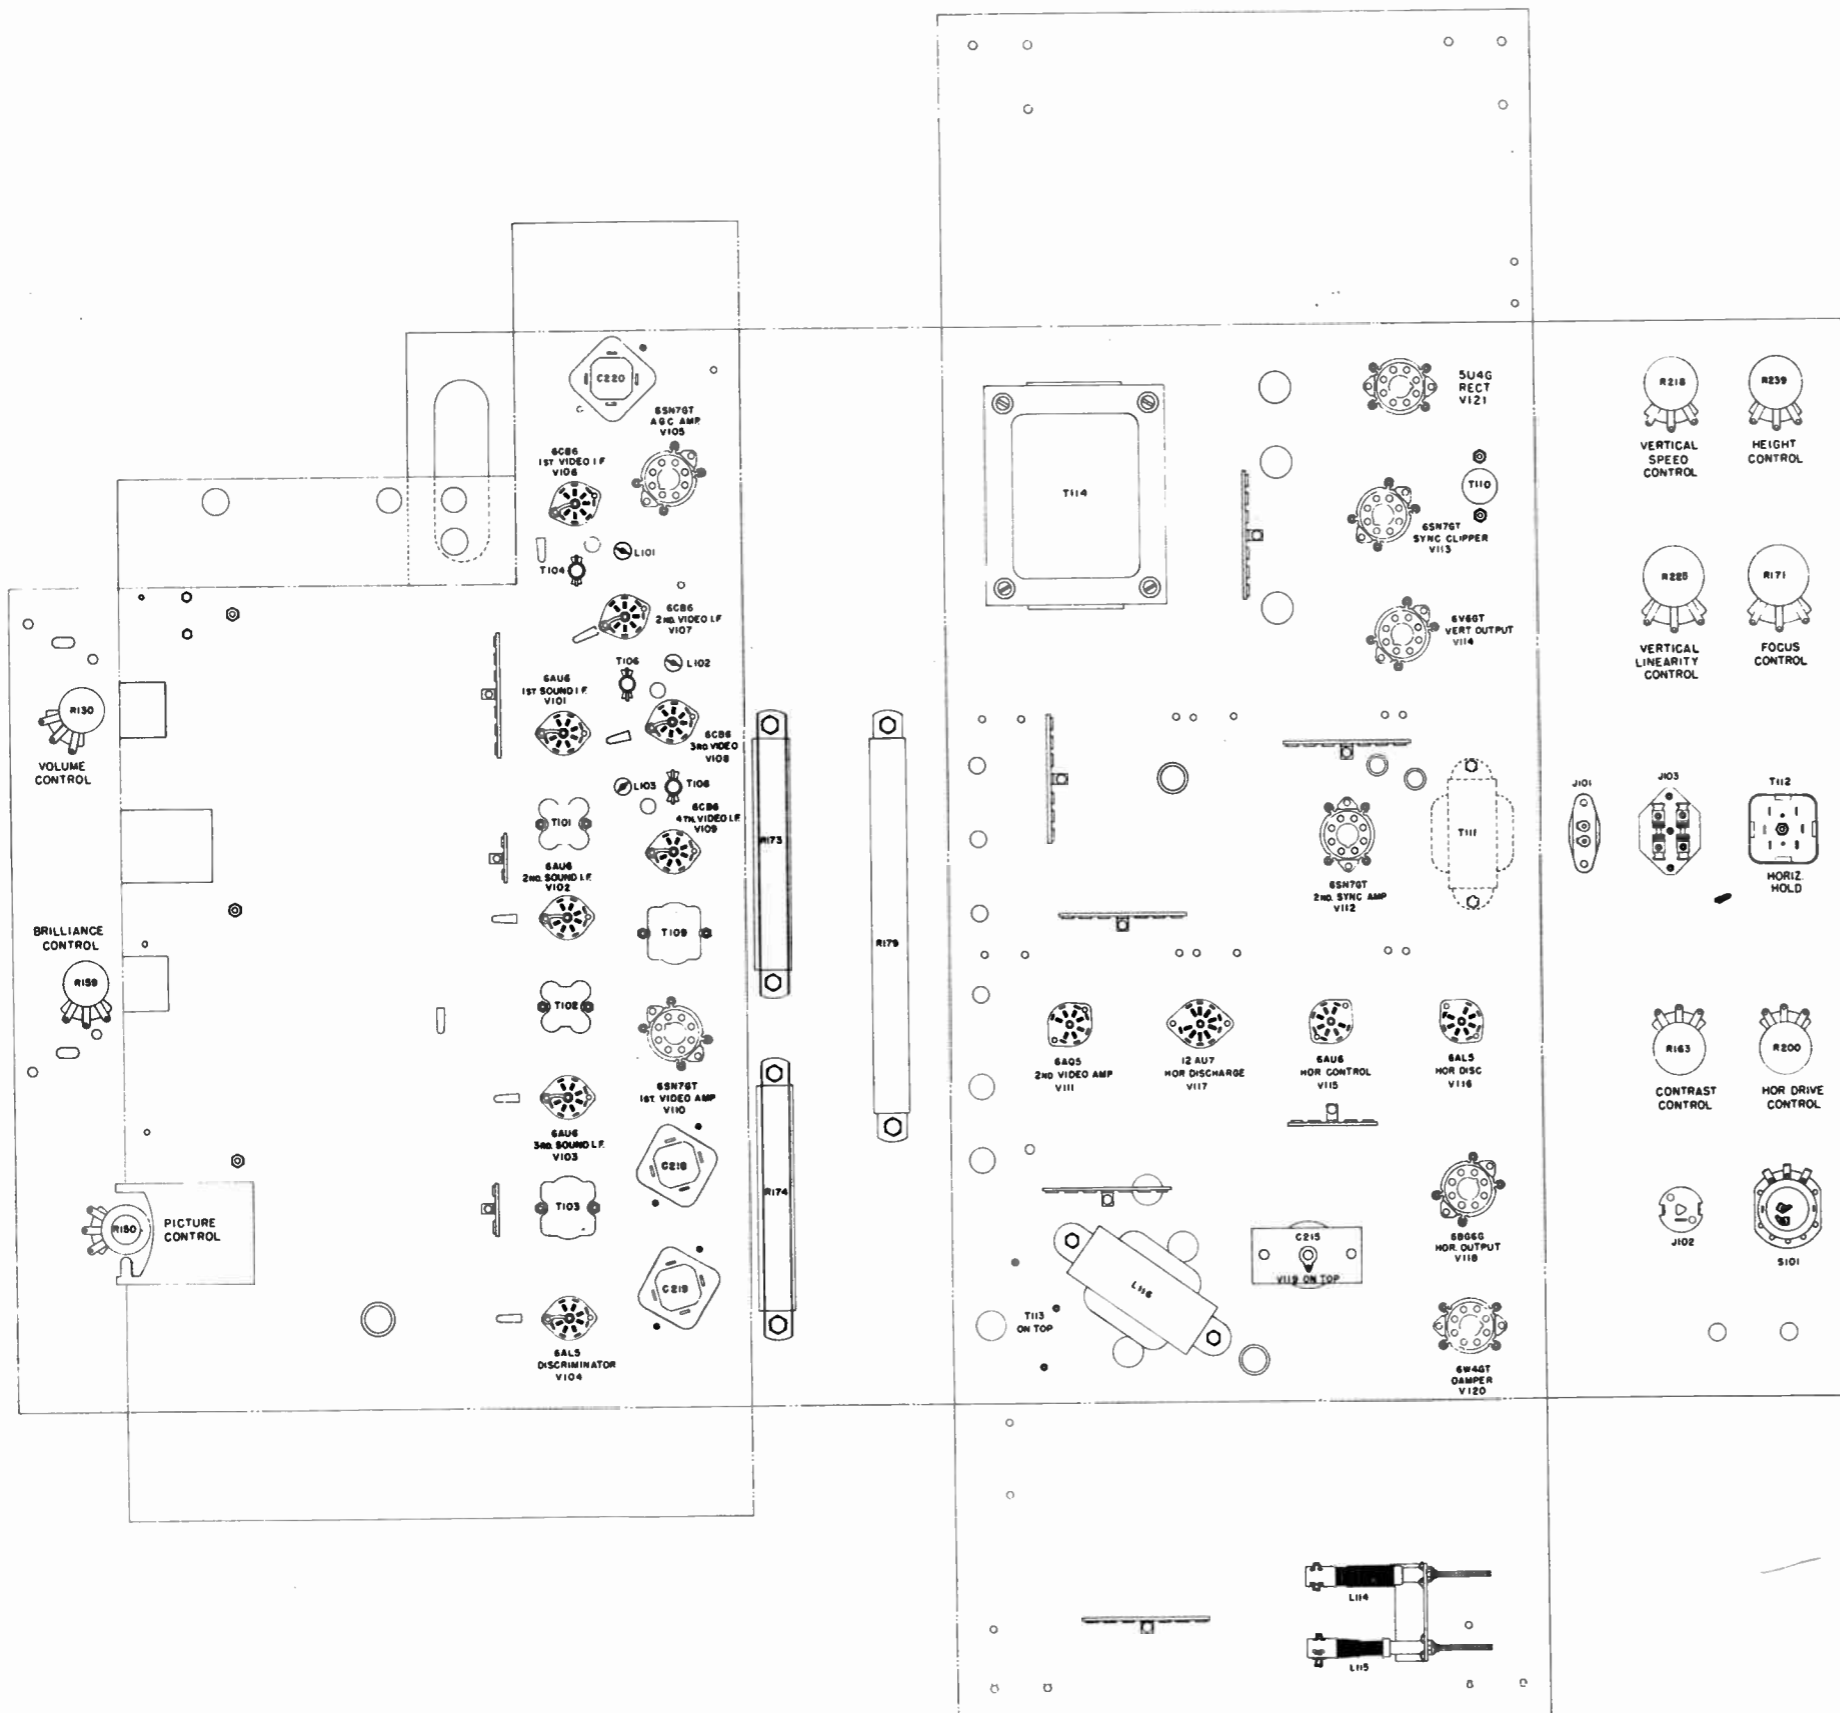 C220
6SN7GT
AGC AMP.
V105
6CB6
1ST VIDEO I F
V106
L101
T104
6CB6
2ND. VIDEO I.F
V107
T106
L102
6AU6
1ST SOUND I F.
V101
6CB6
3RD. VIDEO
V108
L103
T108
T101
6CB6
4TH. VIDEO I.F.
V109
6AU6
2ND. SOUND I.F.
V102
T109
T102
6SN7GT
1ST. VIDEO AMP
V110
6AU6
3RD. SOUND I.F.
V103
C218
T103
C219
6AL5
DISCRIMINATOR
V104
R130
VOLUME
CONTROL
BRILLIANCE
CONTROL
R159
R150
PICTURE
CONTROL
R173
R174
R179
T114
5U4G
RECT
V121
T110
6SN7GT
SYNC CLIPPER
V113
6V6GT
VERT OUTPUT
V114
T111
6SN7GT
2ND. SYNC AMP
V112
6AQ5
2ND VIDEO AMP
V111
12 AU7
HOR DISCHARGE
V117
6AU6
HOR CONTROL
V115
6AL5
HOR DISC
V116
6BG6G
HOR. OUTPUT
V118
C215
V119 ON TOP
L116
T113
ON TOP
6W4GT
DAMPER
V120
R218
VERTICAL
SPEED
CONTROL
R239
HEIGHT
CONTROL
R225
VERTICAL
LINEARITY
CONTROL
R171
FOCUS
CONTROL
J101
J103
T112
HORIZ.
HOLD
R163
CONTRAST
CONTROL
R200
HOR DRIVE
CONTROL
J102
S101
L114
L115